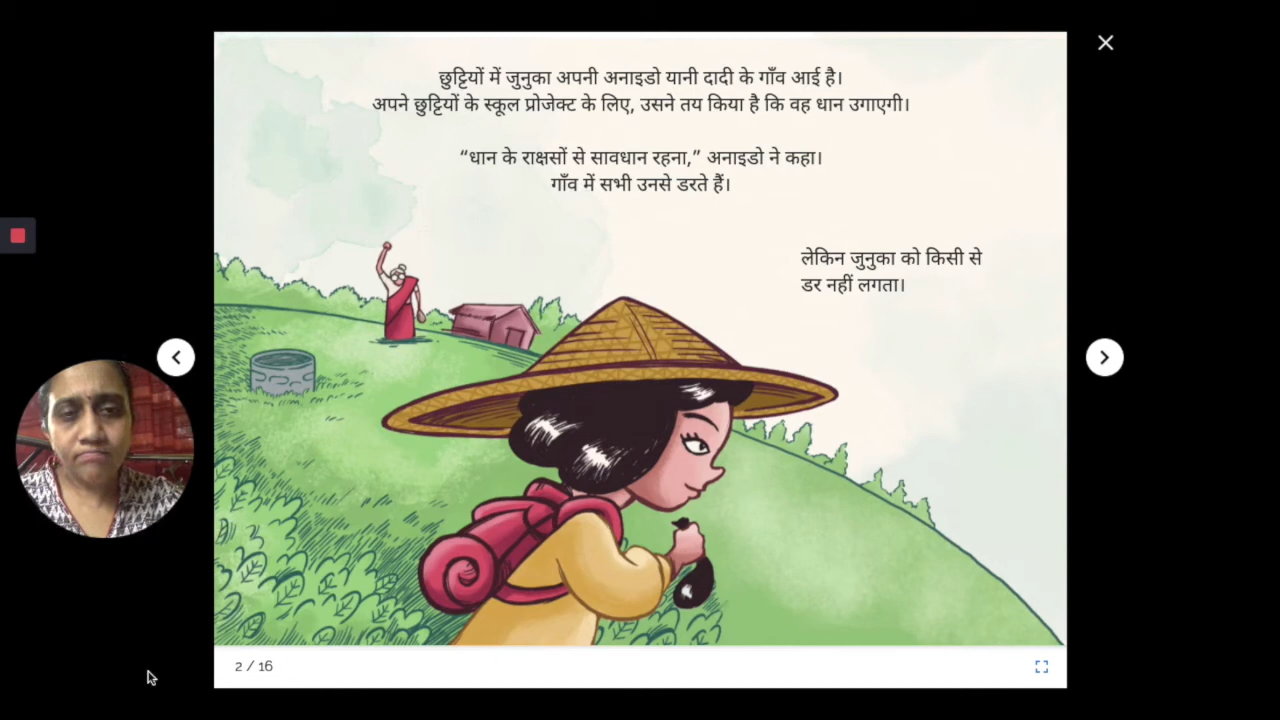 छुट्टियों में जुनुका अपनी अनाइडो यानी दादी के गाँव आई है।
अपने छुट्टियों के स्कूल प्रोजेक्ट के लिए, उसने तय किया है कि वह धान उगाएगी।
“धान के राक्षसों से सावधान रहना,” अनाइडो ने कहा।
गाँव में सभी उनसे डरते हैं।
लेकिन जुनुका को किसी से
डर नहीं लगता।
2 / 16